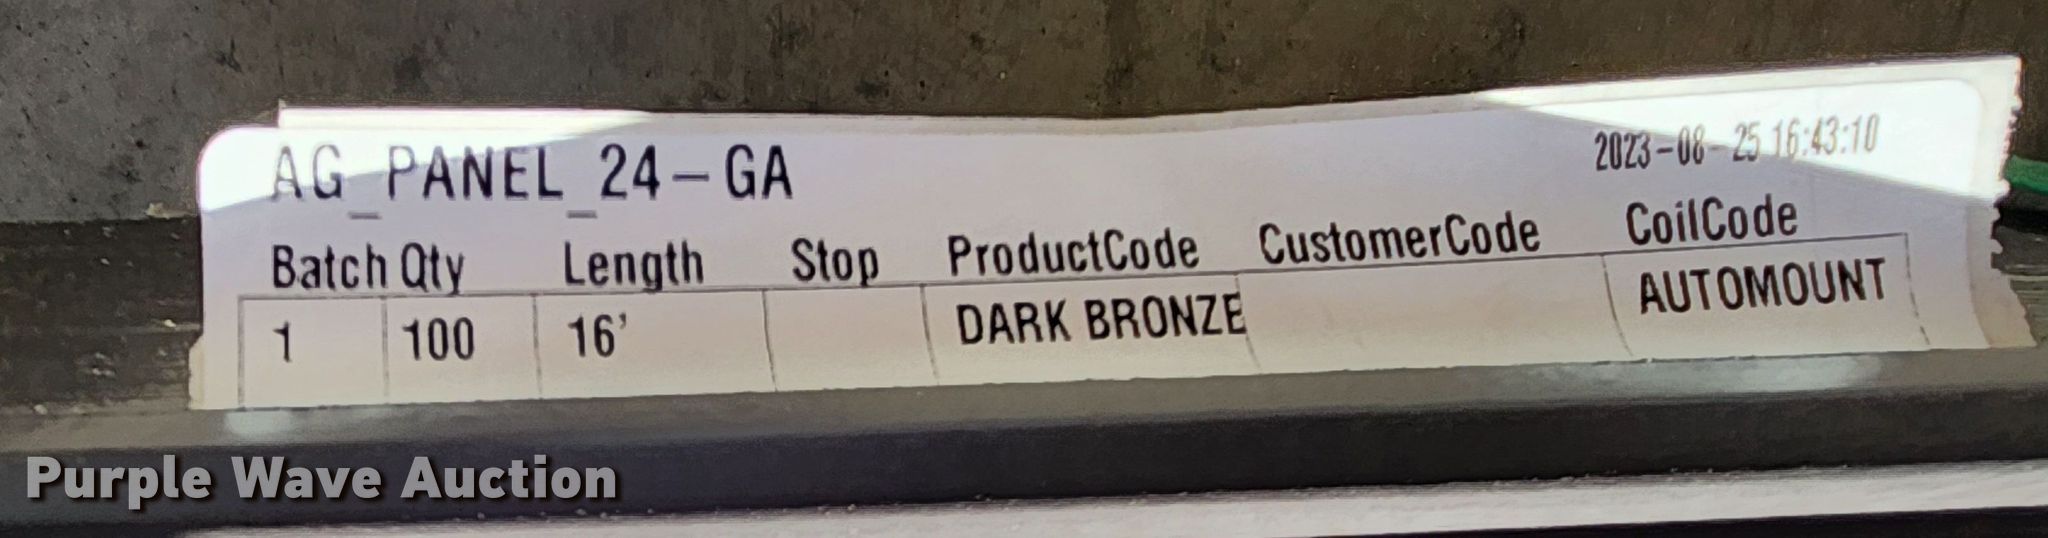 AG_PANEL_24-GA 2023-08-25 16:43:10
Batch Qty Length Stop ProductCode CustomerCode CoilCode
1 100 16' DARK BRONZE AUTOMOUNT
Purple Wave Auction